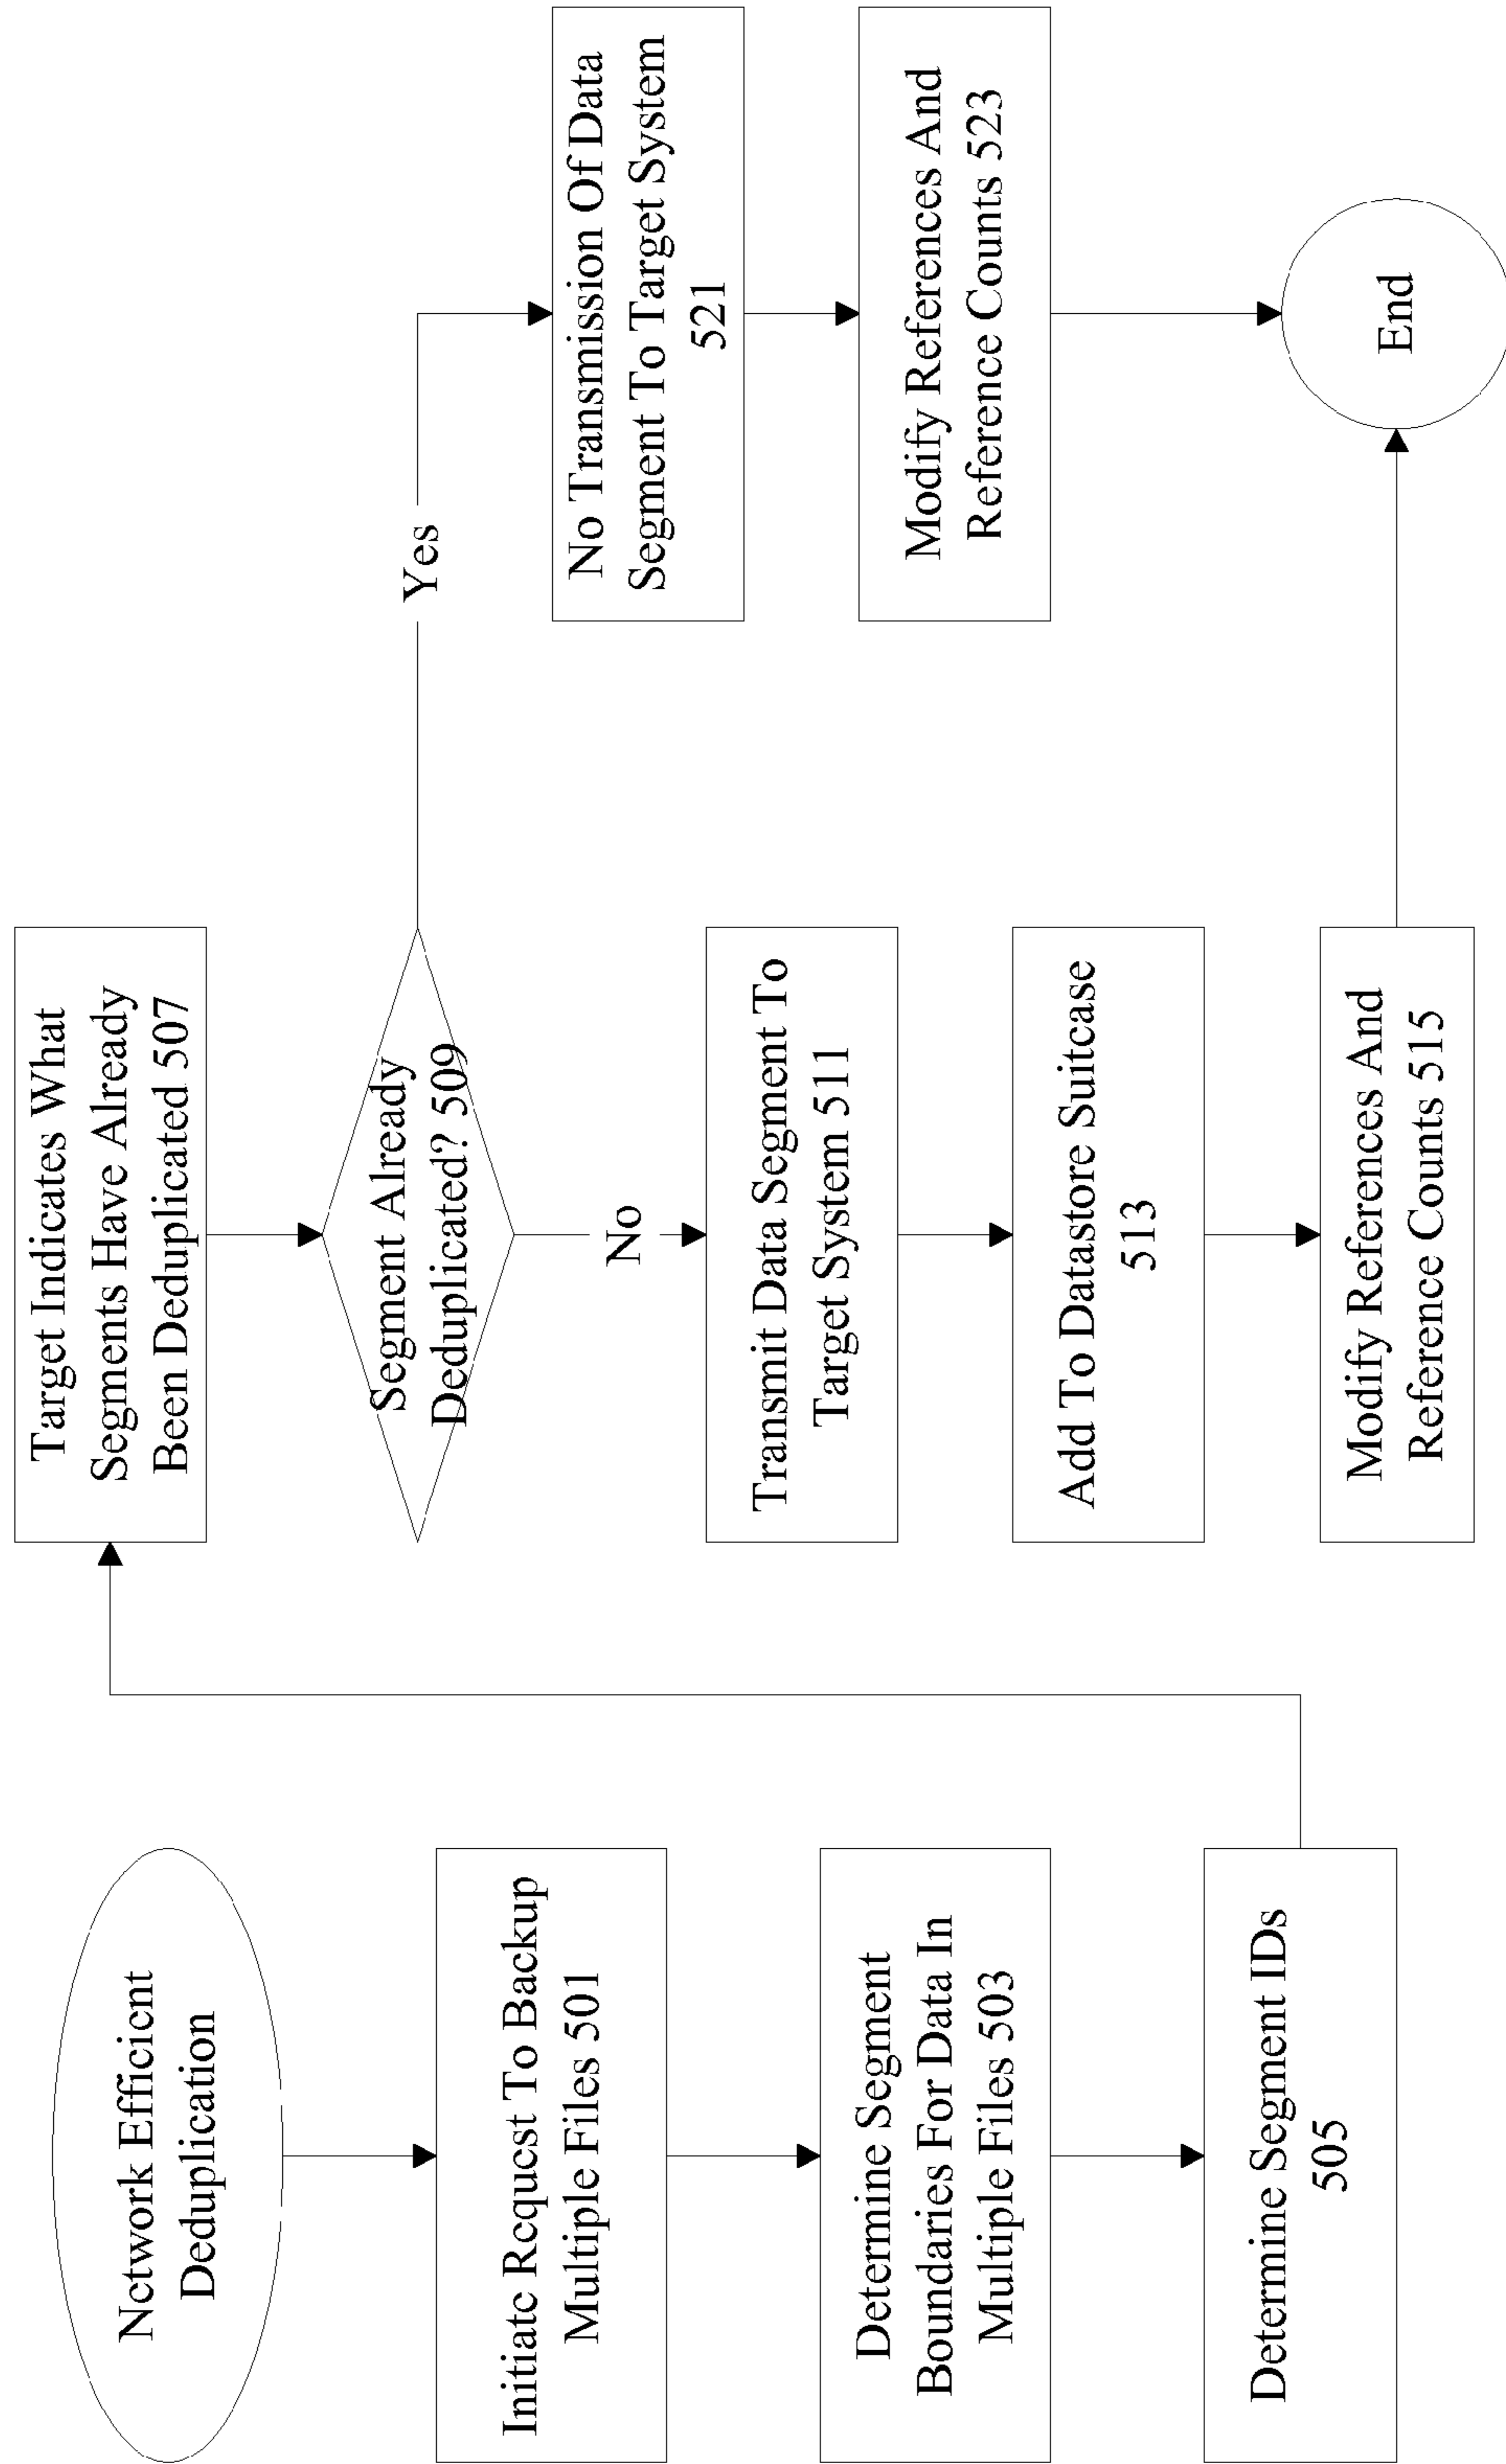 Network Efficient
Deduplication
Initiate Request To Backup
Multiple Files 501
Determine Segment
Boundaries For Data In
Multiple Files 503
Determine Segment IDs
505
Target Indicates What
Segments Have Already
Been Deduplicated 507
Segment Already
Deduplicated? 509
No
Transmit Data Segment To
Target System 511
Add To Datastore Suitcase
513
Modify References And
Reference Counts 515
Yes
No Transmission Of Data
Segment To Target System
521
Modify References And
Reference Counts 523
End